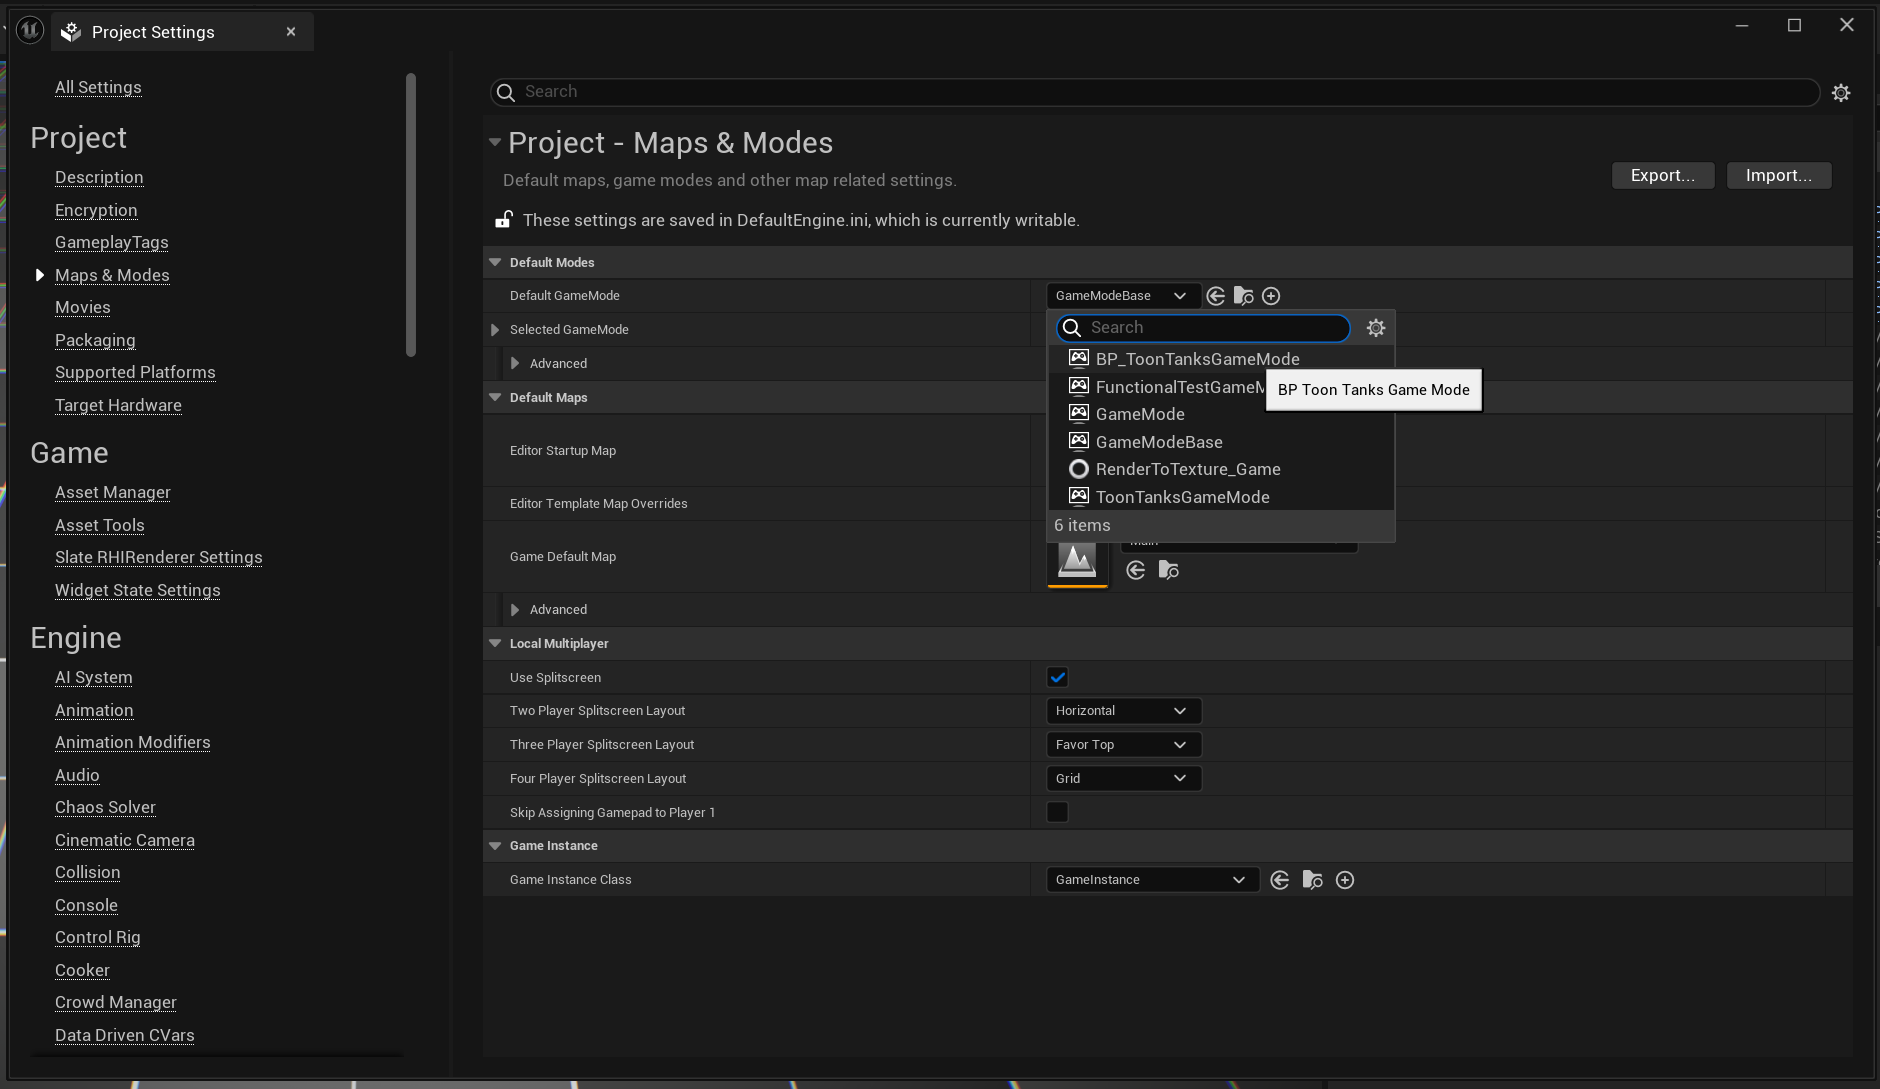 Project Settings
All Settings
Project
Description
Encryption
GameplayTags
Maps & Modes
Movies
Packaging
Supported Platforms
Target Hardware
Game
Asset Manager
Asset Tools
Slate RHIRenderer Settings
Widget State Settings
Engine
AI System
Animation
Animation Modifiers
Audio
Chaos Solver
Cinematic Camera
Collision
Console
Control Rig
Cooker
Crowd Manager
Data Driven CVars
Search
Project - Maps & Modes
Default maps, game modes and other map related settings.
Export...
Import...
These settings are saved in DefaultEngine.ini, which is currently writable.
Default Modes
Default GameMode
GameModeBase
Selected GameMode
Advanced
Search
BP_ToonTanksGameMode
FunctionalTestGameM
BP Toon Tanks Game Mode
GameMode
GameModeBase
RenderToTexture_Game
ToonTanksGameMode
6 items
Default Maps
Editor Startup Map
Editor Template Map Overrides
Game Default Map
Main
Advanced
Local Multiplayer
Use Splitscreen
Two Player Splitscreen Layout
Horizontal
Three Player Splitscreen Layout
Favor Top
Four Player Splitscreen Layout
Grid
Skip Assigning Gamepad to Player 1
Game Instance
Game Instance Class
GameInstance